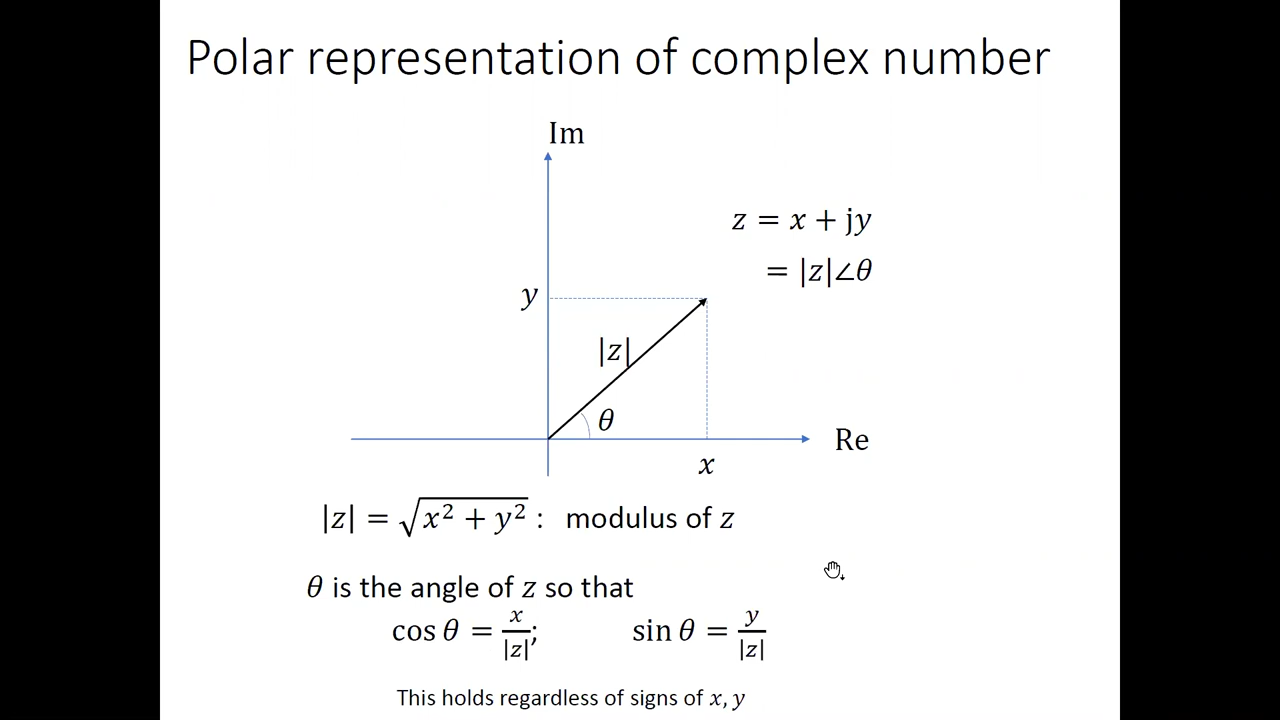 Polar representation of complex number
Im
z = x + jy
= |z|∠θ
y
|z|
θ
Re
x
|z| = √(x² + y²) : modulus of z
θ is the angle of z so that
cos θ = x/|z|; sin θ = y/|z|
This holds regardless of signs of x, y